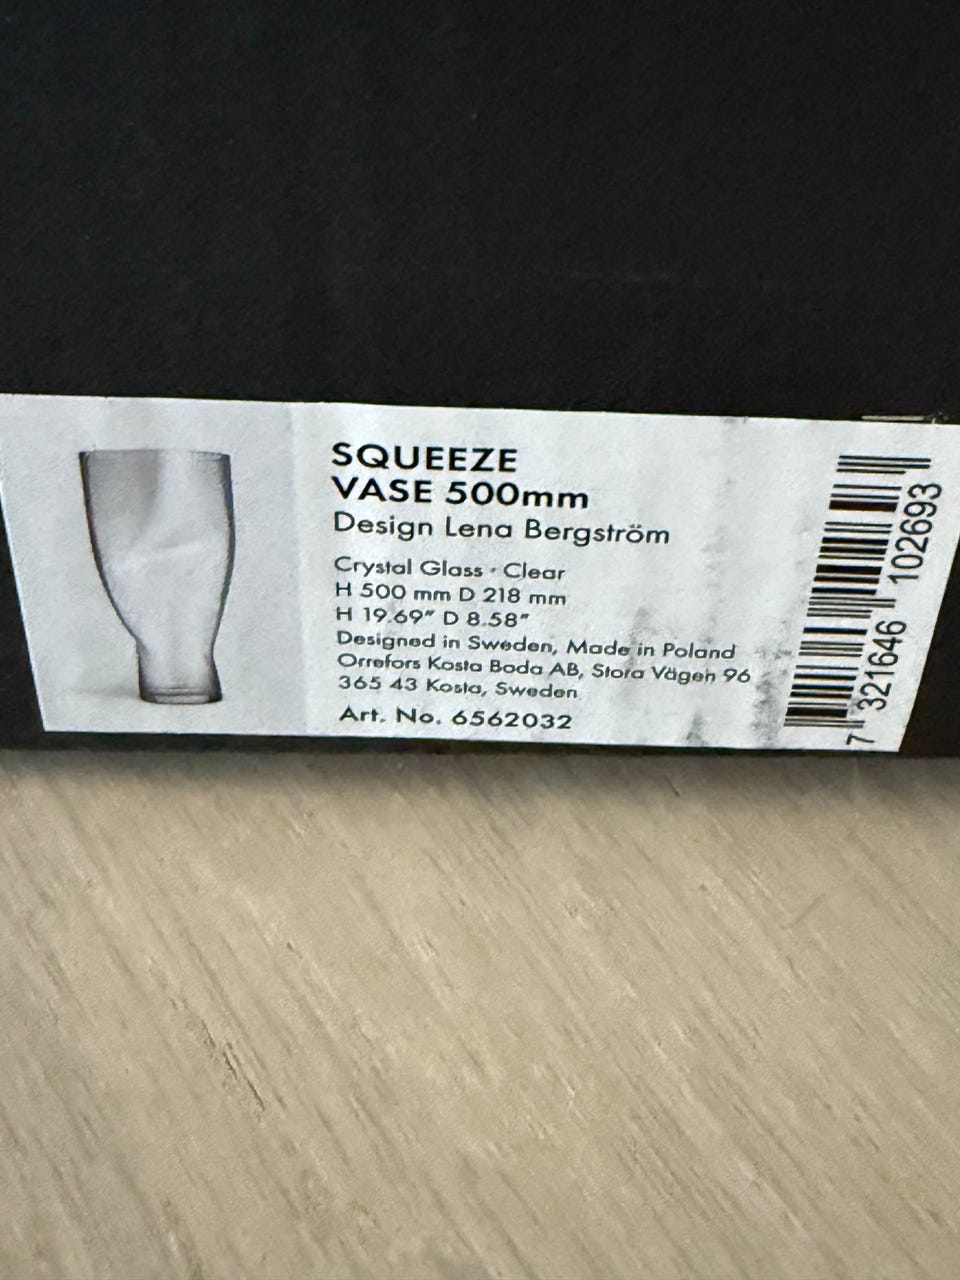 SQUEEZE
VASE 500mm
Design Lena Bergström
Crystal Glass • Clear
H 500 mm D 218 mm
H 19.69" D 8.58"
Designed in Sweden, Made in Poland
Orrefors Kosta Boda AB, Stora Vägen 96
365 43 Kosta, Sweden
Art. No. 6562032
7 321646 102693